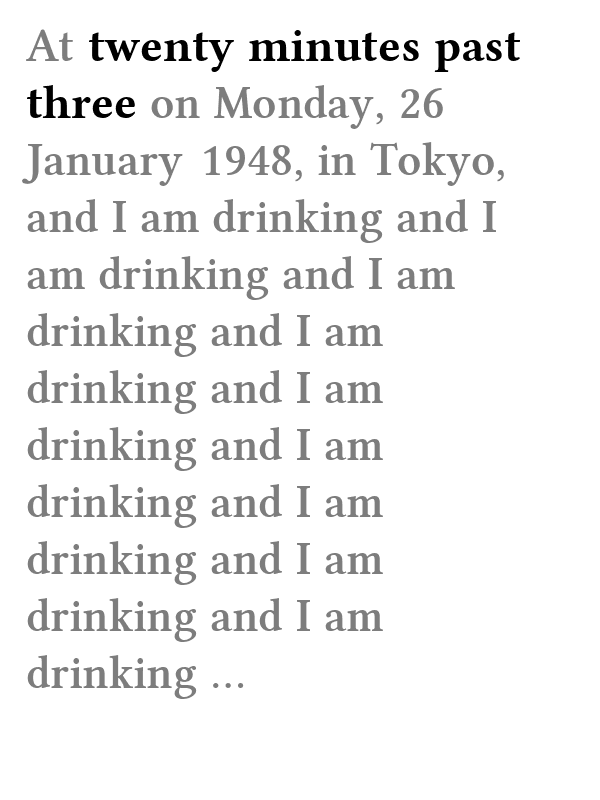 At twenty minutes past
three on Monday, 26
January 1948, in Tokyo,
and I am drinking and I
am drinking and I am
drinking and I am
drinking and I am
drinking and I am
drinking and I am
drinking and I am
drinking and I am
drinking …